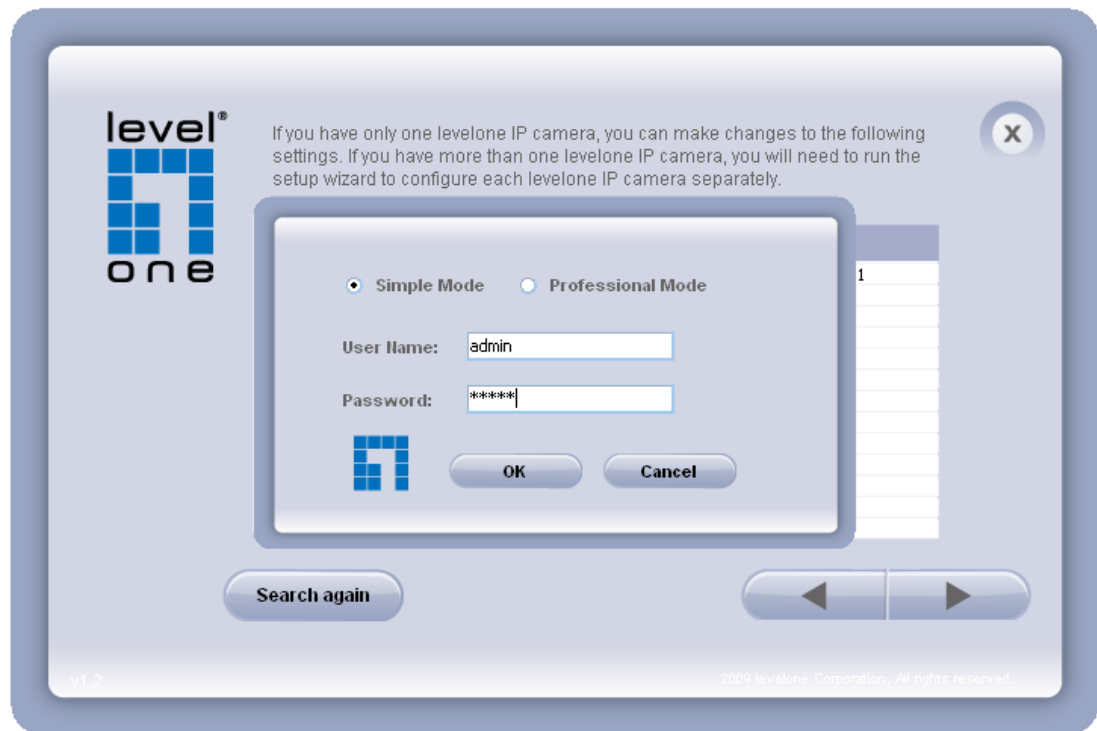 level®
one
If you have only one levelone IP camera, you can make changes to the following
settings. If you have more than one levelone IP camera, you will need to run the
setup wizard to configure each levelone IP camera separately.
X
1
Simple Mode Professional Mode
User Name: admin
Password: *****
OK Cancel
Search again
v1.2 2009 levelone Corporation, All rights reserved.